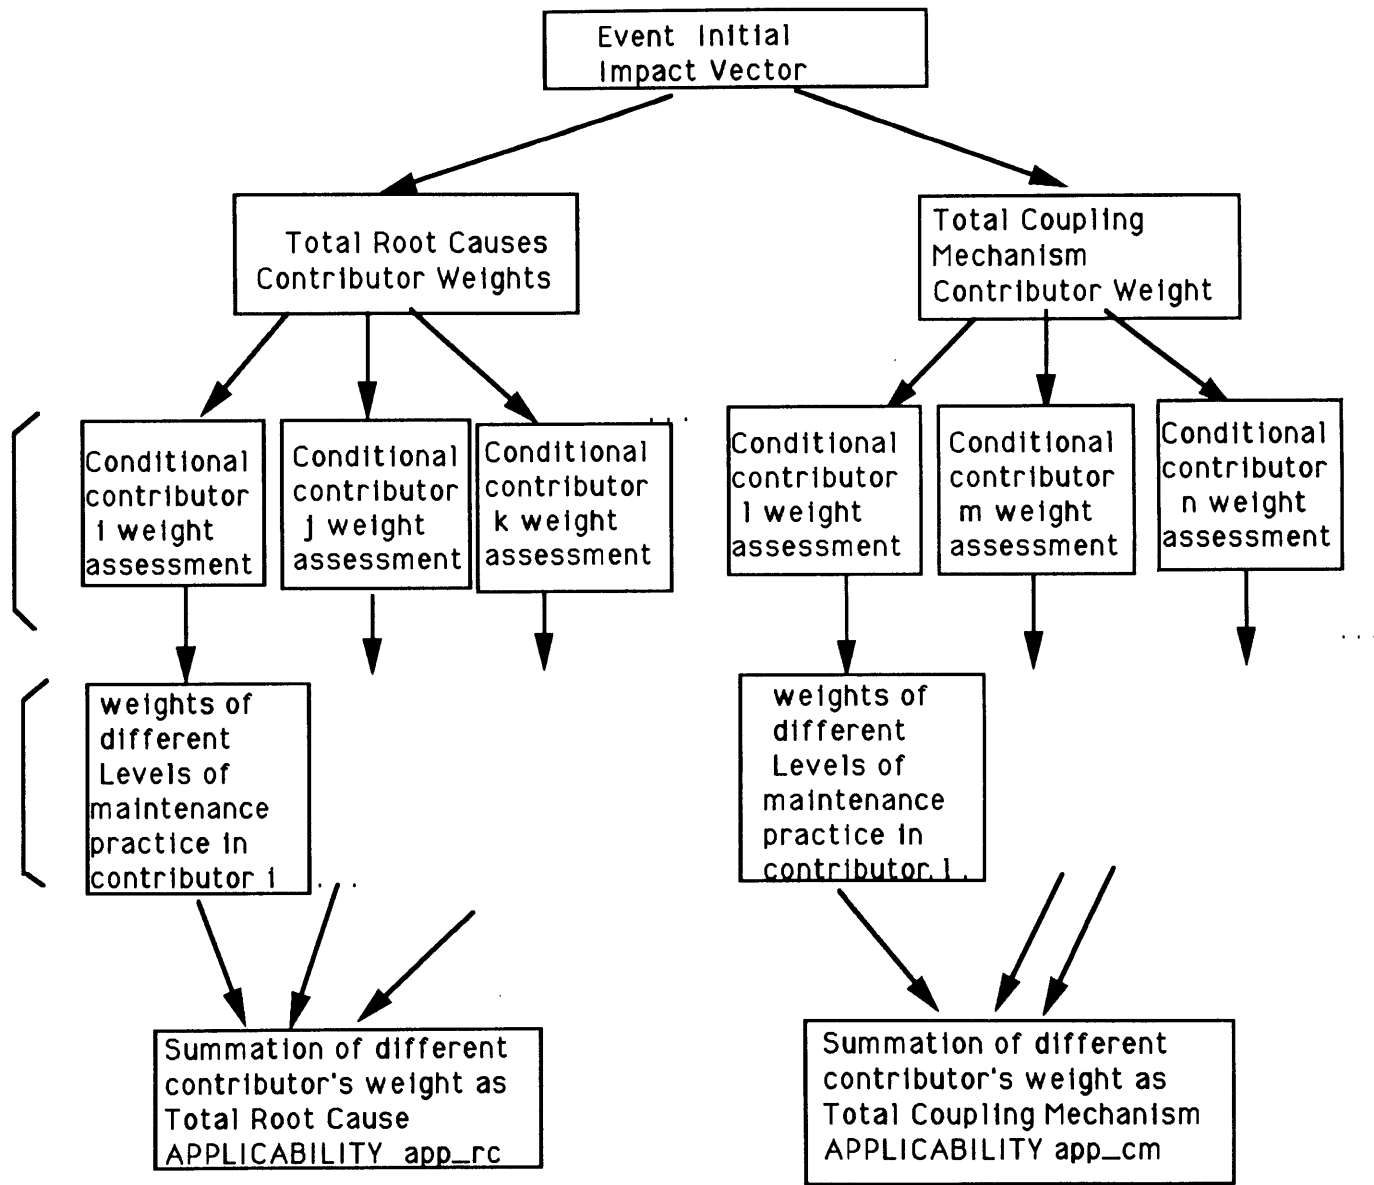 Event Initial
Impact Vector
Total Root Causes
Contributor Weights
Total Coupling
Mechanism
Contributor Weight
Conditional
contributor
i weight
assessment
Conditional
contributor
j weight
assessment
Conditional
contributor
k weight
assessment
. . .
Conditional
contributor
l weight
assessment
Conditional
contributor
m weight
assessment
Conditional
contributor
n weight
assessment
. . .
weights of
different
Levels of
maintenance
practice in
contributor i
. . .
weights of
different
Levels of
maintenance
practice in
contributor l
Summation of different
contributor's weight as
Total Root Cause
APPLICABILITY app_rc
Summation of different
contributor's weight as
Total Coupling Mechanism
APPLICABILITY app_cm